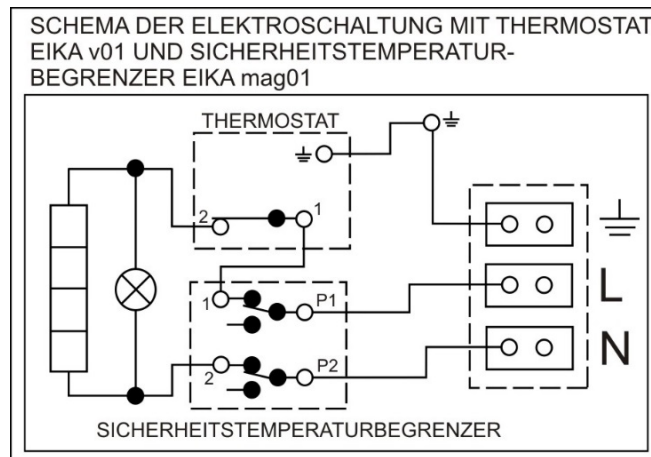 SCHEMA DER ELEKTROSCHALTUNG MIT THERMOSTAT
EIKA v01 UND SICHERHEITSTEMPERATUR-
BEGRENZER EIKA mag01
THERMOSTAT
2
1
1
P1
L
2
P2
N
SICHERHEITSTEMPERATURBEGRENZER